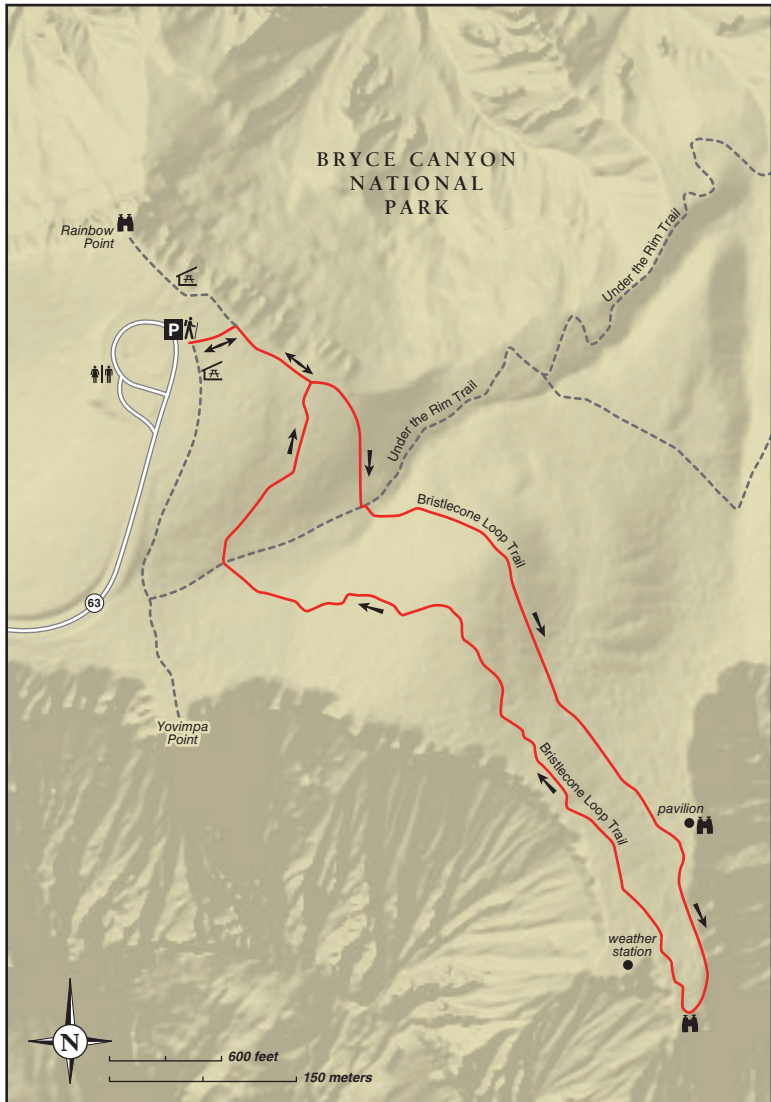 BRYCE CANYON
NATIONAL
PARK
Rainbow
Point
Under the Rim Trail
P
Under the Rim Trail
Bristlecone Loop Trail
63
Yovimpa
Point
Bristlecone Loop Trail
pavilion
weather
station
N
600 feet
150 meters